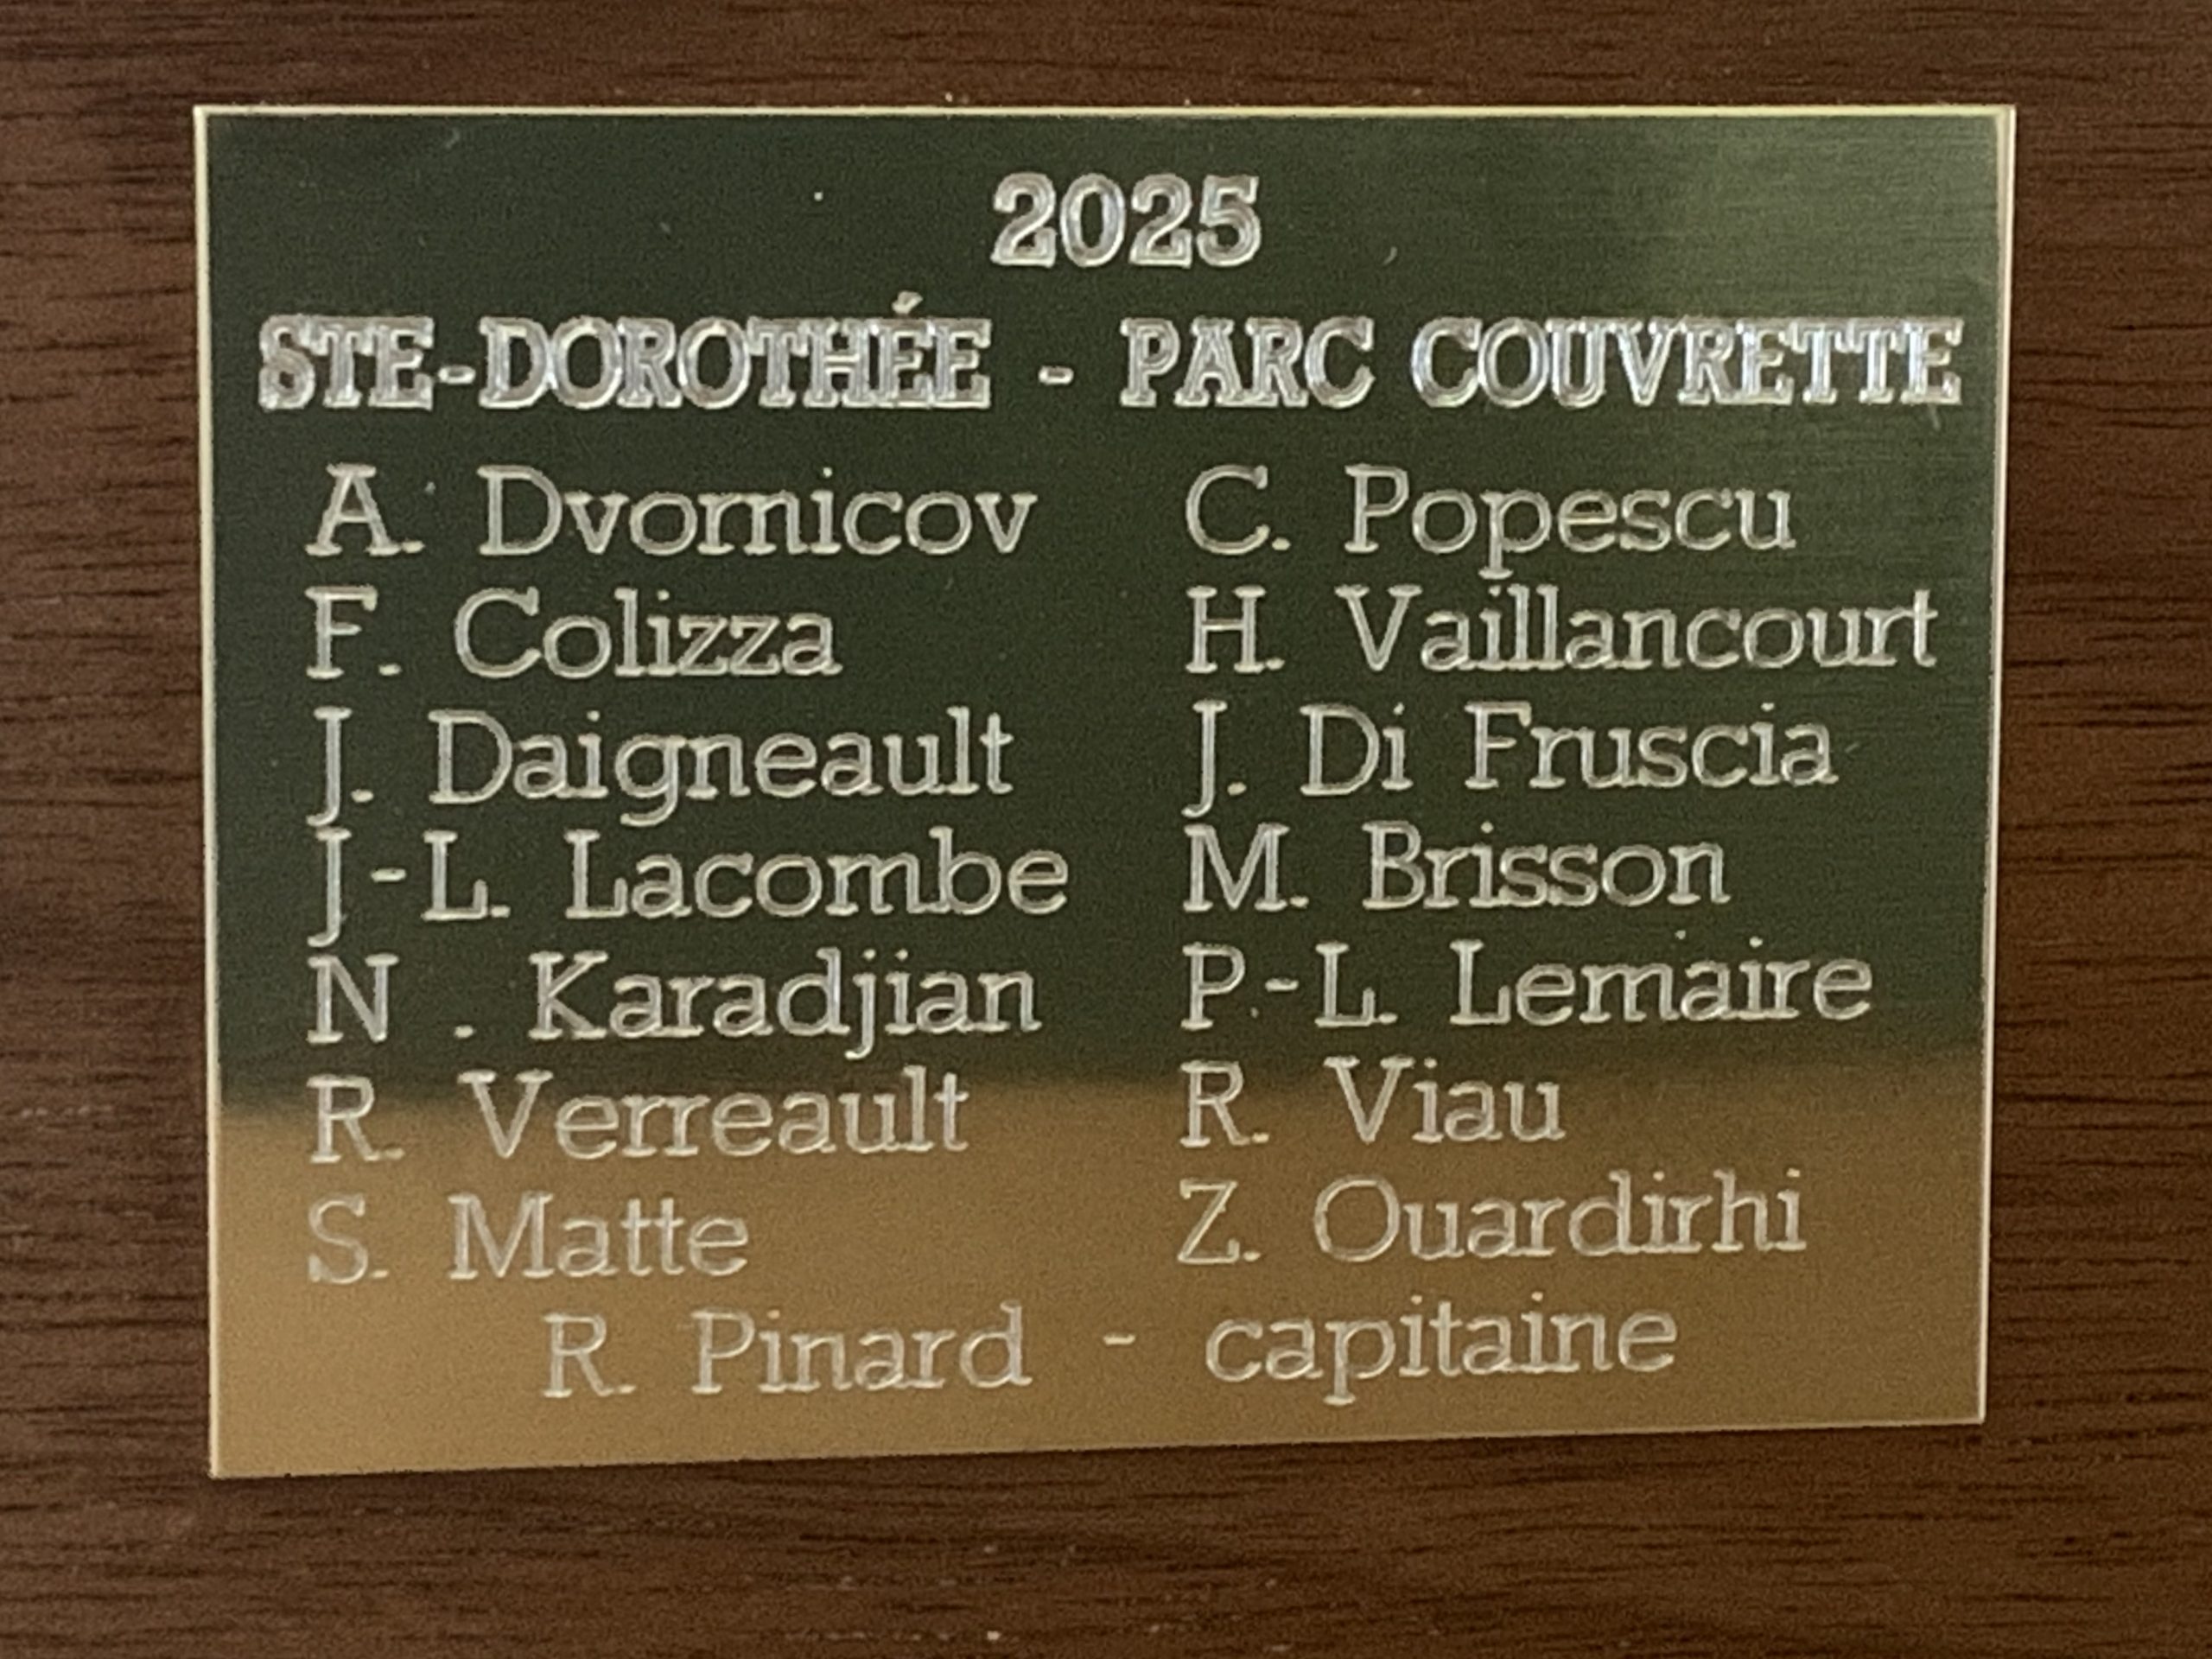 2025
STE-DOROTHÉE - PARC COUVRETTE
A. Dvornicov C. Popescu
F. Colizza H. Vaillancourt
J. Daigneault J. Di Fruscia
J-L. Lacombe M. Brisson
N . Karadjian P.-L. Lemaire
R. Verreault R. Viau
S. Matte Z. Ouardirhi
R. Pinard - capitaine